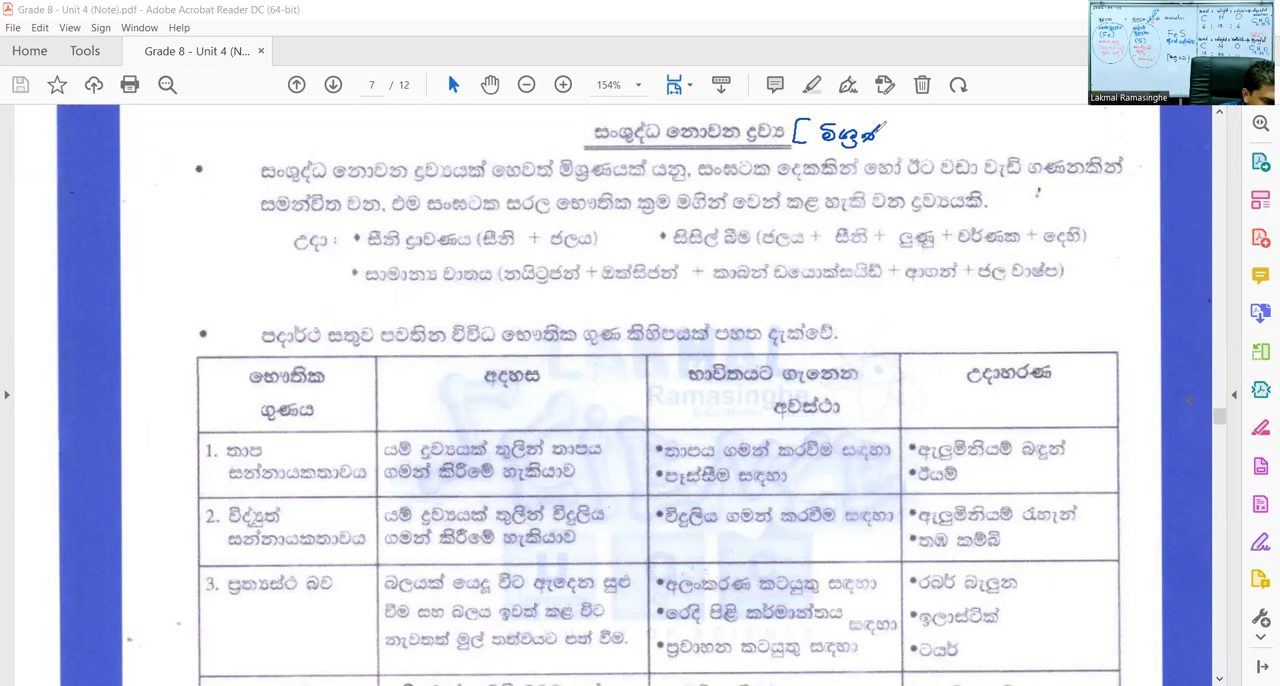 Grade 8 - Unit 4 (Note).pdf - Adobe Acrobat Reader DC (64-bit)
File Edit View Sign Window Help
Home Tools Grade 8 - Unit 4 (N... ×
7 / 12 154%
Lakmal Ramasinghe
Fe S
සංශුද්ධ නොවන ද්‍රව්‍ය [ මිශ්‍රණ
• සංශුද්ධ නොවන ද්‍රව්‍යයක් හෙවත් මිශ්‍රණයක් යනු, සංඝටක දෙකකින් හෝ ඊට වඩා වැඩි ගණනකින්
සමන්විත වන, එම සංඝටක සරල භෞතික ක්‍රම මගින් වෙන් කළ හැකි වන ද්‍රව්‍යයකි.
උදා : • සීනි ද්‍රාවණය (සීනි + ජලය) • සිසිල් බීම (ජලය + සීනි + ලුණු + වර්ණක + දෙහි)
• සාමාන්‍ය වාතය (නයිට්‍රජන් + ඔක්සිජන් + කාබන් ඩයොක්සයිඩ් + ආගන් + ජල වාෂ්ප)
• පදාර්ථ සතුව පවතින විවිධ භෞතික ගුණ කිහිපයක් පහත දැක්වේ.
භෞතික ගුණය
අදහස
භාවිතයට ගැනෙන අවස්ථා
උදාහරණ
Ramasinghe
1. තාප සන්නායකතාවය
යම් ද්‍රව්‍යයක් තුලින් තාපය
ගමන් කිරීමේ හැකියාව
•තාපය ගමන් කරවීම සඳහා
•පෑස්සීම සඳහා
•ඇලුමිනියම් බඳුන්
•ඊයම්
2. විද්‍යුත් සන්නායකතාවය
යම් ද්‍රව්‍යයක් තුලින් විදුලිය
ගමන් කිරීමේ හැකියාව
•විදුලිය ගමන් කරවීම සඳහා
•ඇලුමිනියම් රැහැන්
•තඹ කම්බි
3. ප්‍රත්‍යස්ථ බව
බලයක් යෙදූ විට ඇදෙන සුළු
වීම සහ බලය ඉවත් කළ විට
නැවතත් මුල් තත්වයට පත් වීම.
•අලංකරණ කටයුතු සඳහා
•රෙදි පිළි කර්මාන්තය සඳහා
•ප්‍රවාහන කටයුතු සඳහා
•රබර් බැලුන
•ඉලාස්ටික්
•ටයර්